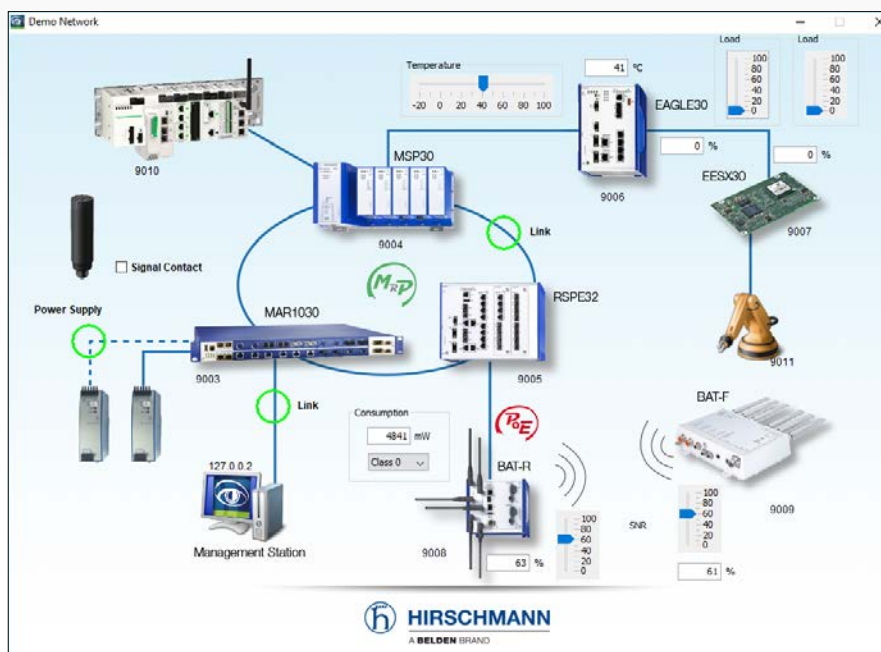 Demo Network
Load
Load
100
80
60
40
20
0
100
80
60
40
20
0
Temperature
-20 0 20 40 60 80 100
41 ºC
EAGLE30
0 %
0 %
9010
MSP30
9006
EESX30
9004
Link
9007
Signal Contact
MRP
RSPE32
Power Supply
MAR1030
9003
9005
9011
Link
Consumption
4841 mW
Class 0
PoE
BAT-F
127.0.0.2
BAT-R
100
80
60
40
20
0
SNR
100
80
60
40
20
0
9009
Management Station
9008
63 %
61 %
h
HIRSCHMANN
A BELDEN BRAND